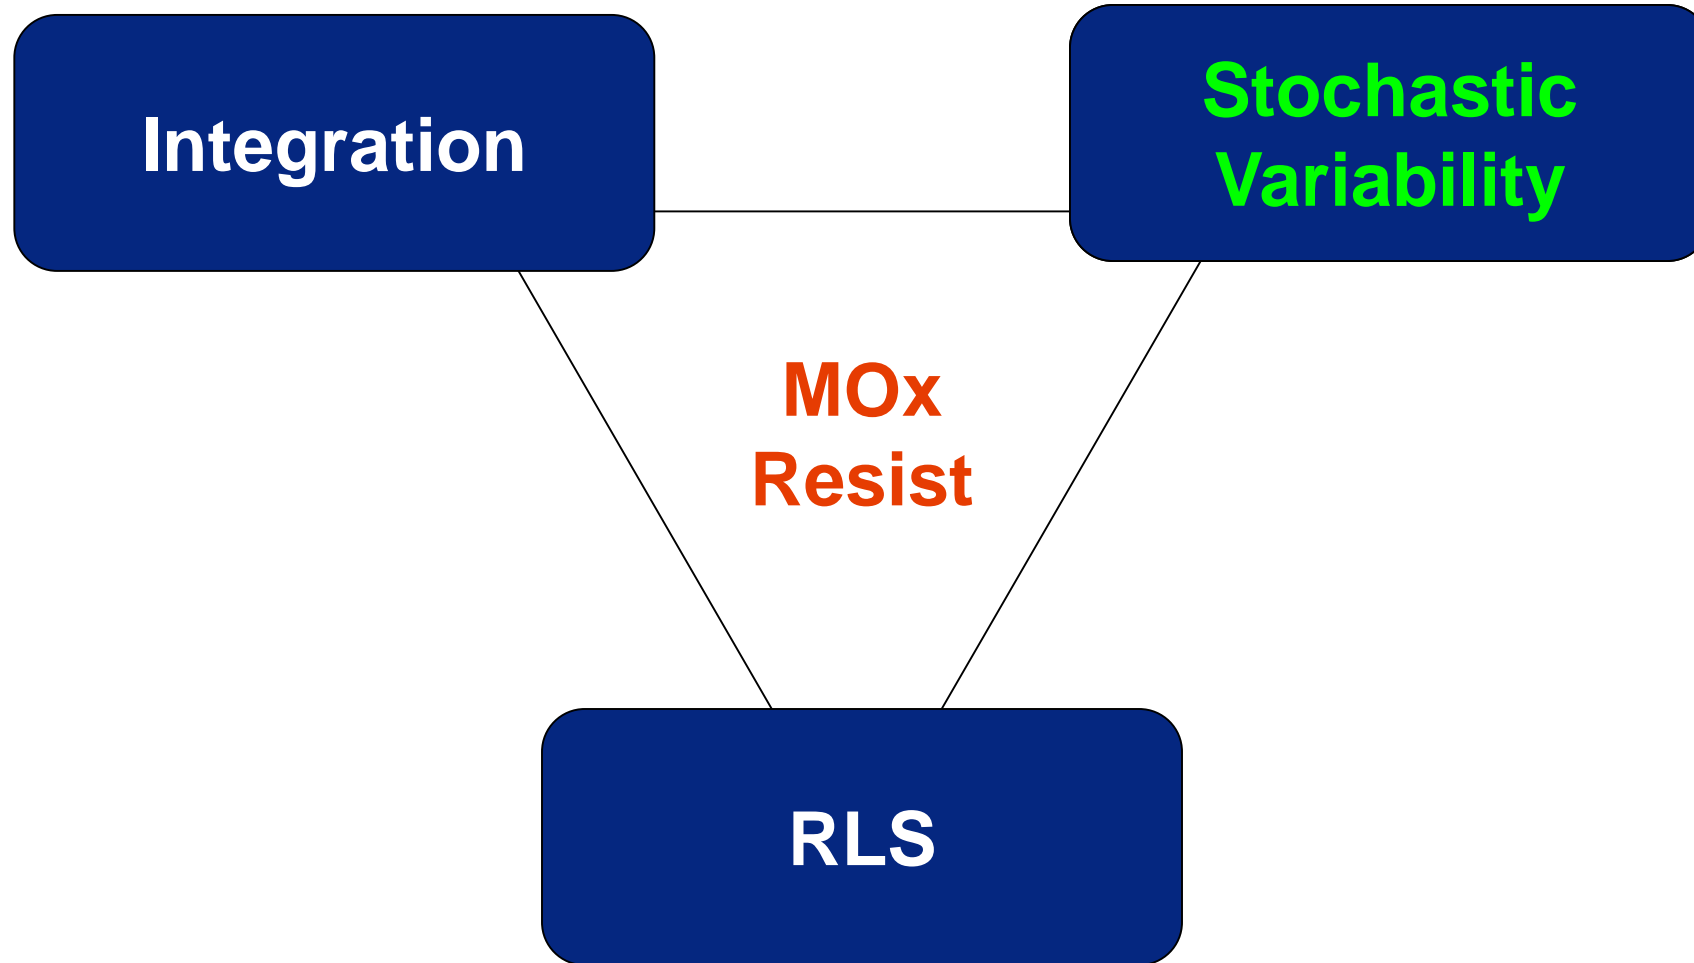 Integration
Stochastic
Variability
MOx
Resist
RLS